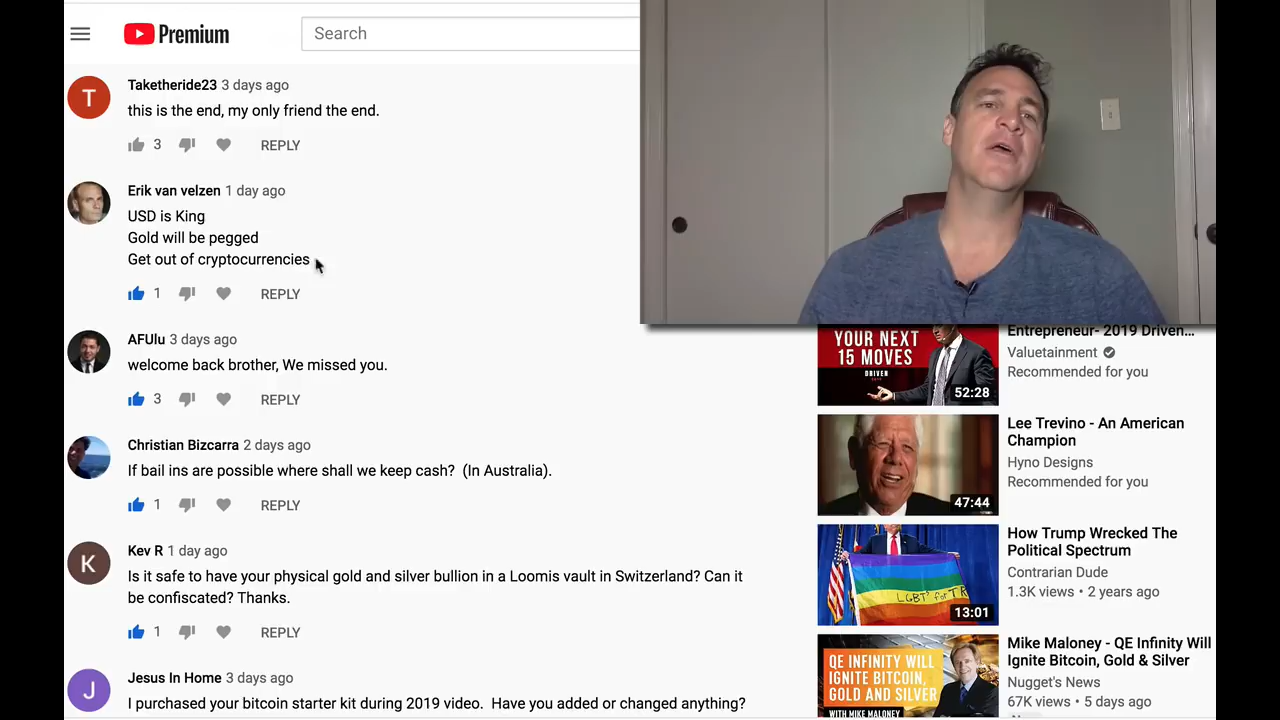 Premium
Search
Taketheride23 3 days ago
this is the end, my only friend the end.
3 REPLY
Erik van velzen 1 day ago
USD is King
Gold will be pegged
Get out of cryptocurrencies
1 REPLY
AFUlu 3 days ago
welcome back brother, We missed you.
3 REPLY
Christian Bizcarra 2 days ago
If bail ins are possible where shall we keep cash? (In Australia).
1 REPLY
K
Kev R 1 day ago
Is it safe to have your physical gold and silver bullion in a Loomis vault in Switzerland? Can it
be confiscated? Thanks.
1 REPLY
J
Jesus In Home 3 days ago
I purchased your bitcoin starter kit during 2019 video. Have you added or changed anything?
T
YOUR NEXT
15 MOVES
DRIVEN
52:28
Entrepreneur- 2019 Driven...
Valuetainment
Recommended for you
47:44
Lee Trevino - An American
Champion
Hyno Designs
Recommended for you
LGBT for TR
13:01
How Trump Wrecked The
Political Spectrum
Contrarian Dude
1.3K views • 2 years ago
QE INFINITY WILL
IGNITE BITCOIN,
GOLD AND SILVER
WITH MIKE MALONEY
Mike Maloney - QE Infinity Will
Ignite Bitcoin, Gold & Silver
Nugget's News
67K views • 5 days ago